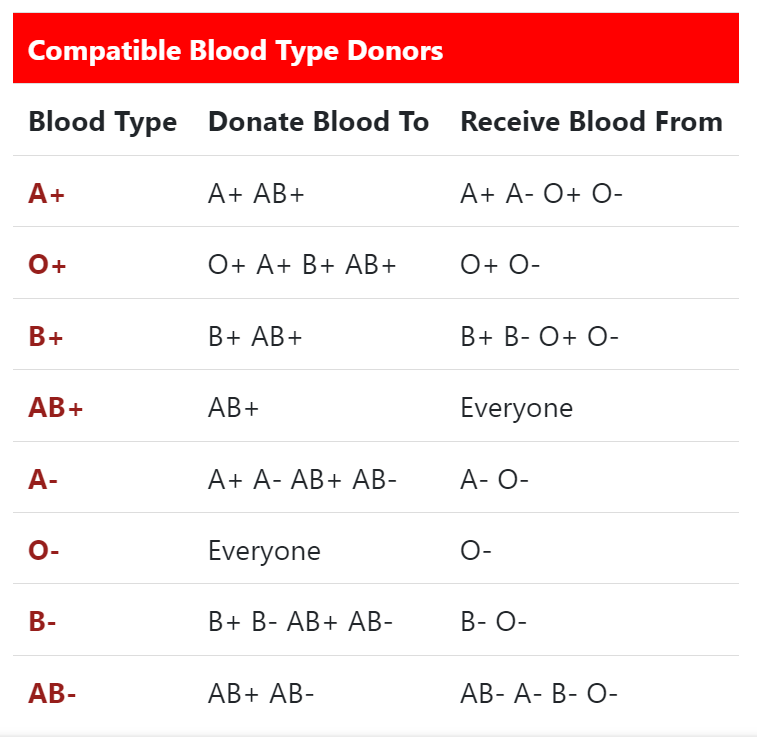 Compatible Blood Type Donors
Blood Type Donate Blood To Receive Blood From
A+ A+ AB+ A+ A- O+ O-
O+ O+ A+ B+ AB+ O+ O-
B+ B+ AB+ B+ B- O+ O-
AB+ AB+ Everyone
A- A+ A- AB+ AB- A- O-
O- Everyone O-
B- B+ B- AB+ AB- B- O-
AB- AB+ AB- AB- A- B- O-